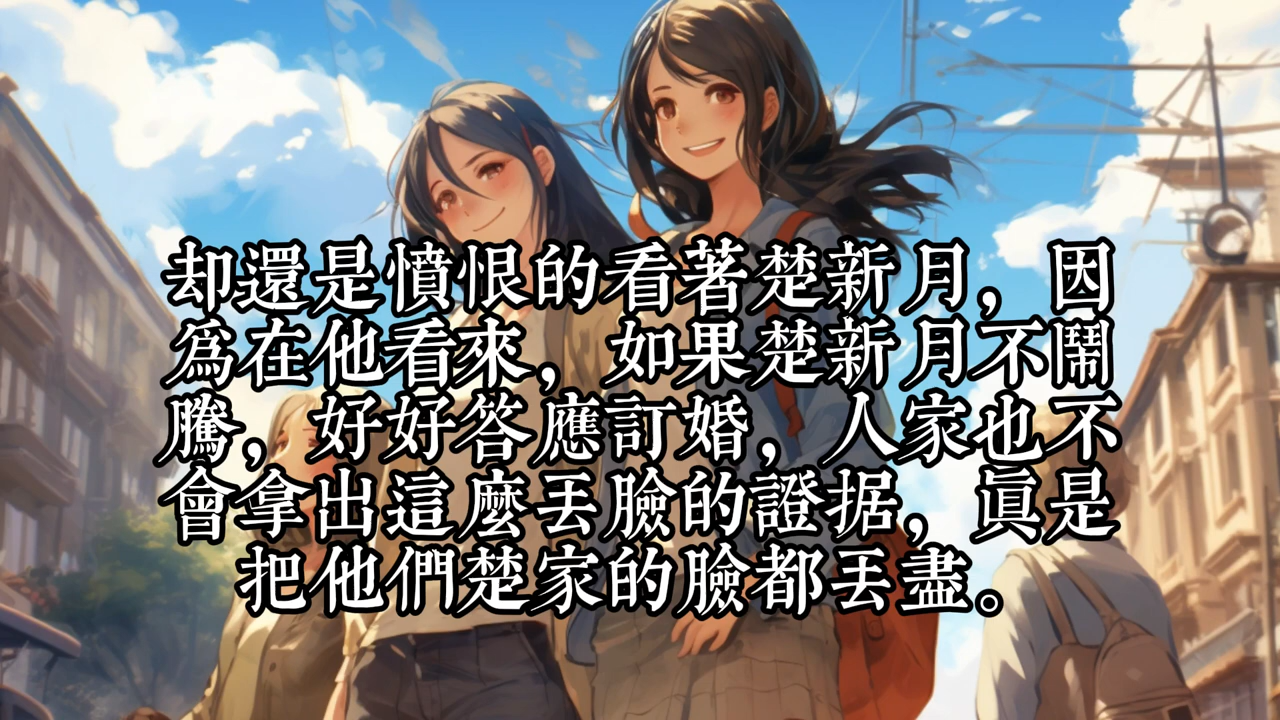 却還是憤恨的看著楚新月，因
爲在他看來，如果楚新月不鬧
騰，好好答應訂婚，人家也不
會拿出這麼丟臉的證据，眞是
把他們楚家的臉都丟盡。